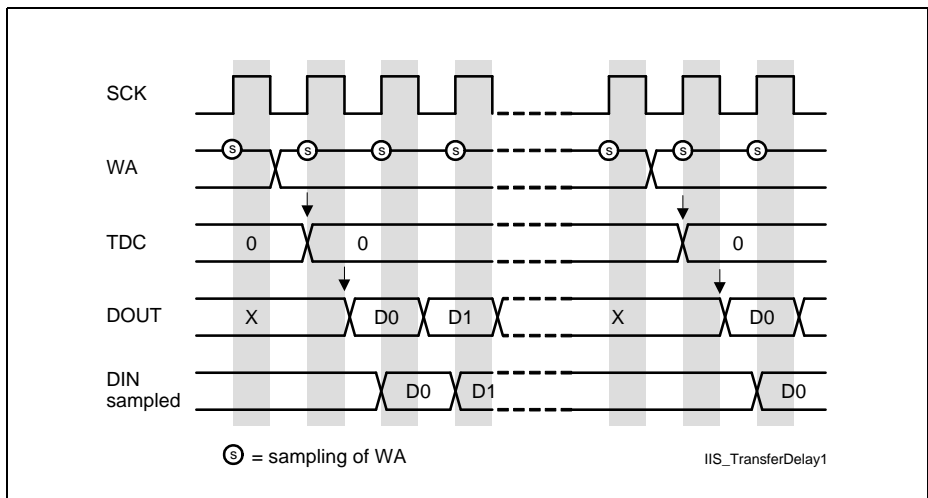 SCK
S S S S S S S
WA
TDC 0 0 0
DOUT X D0 D1 X D0
DIN D0 D1 D0
sampled
S = sampling of WA
IIS_TransferDelay1